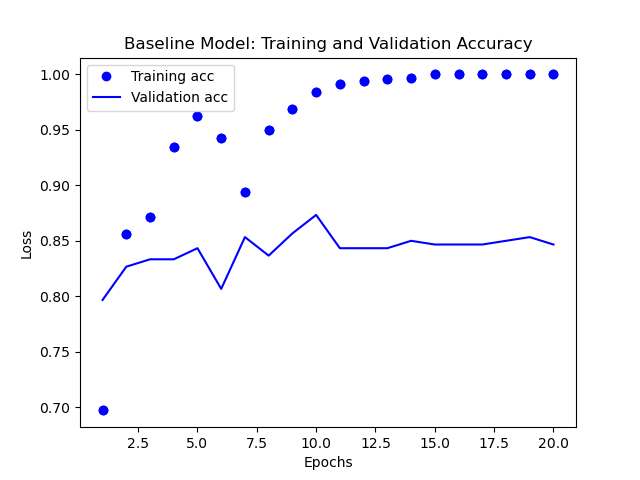 Baseline Model: Training and Validation Accuracy
Training acc
Validation acc
1.00
0.95
0.90
0.85
0.80
0.75
0.70
Loss
2.5 5.0 7.5 10.0 12.5 15.0 17.5 20.0
Epochs